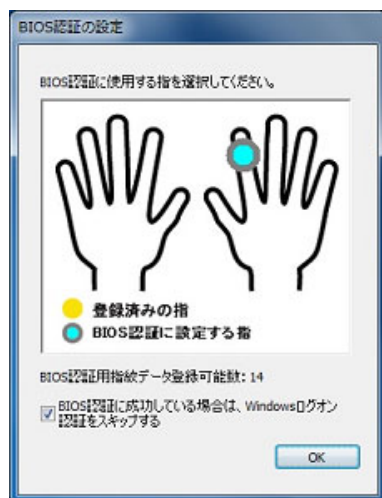 BIOS認証の設定
BIOS認証に使用する指を選択してください。
登録済みの指
BIOS認証に設定する指
BIOS認証用指紋データ登録可能数: 14
BIOS認証に成功している場合は、Windowsログオン
認証をスキップする
OK